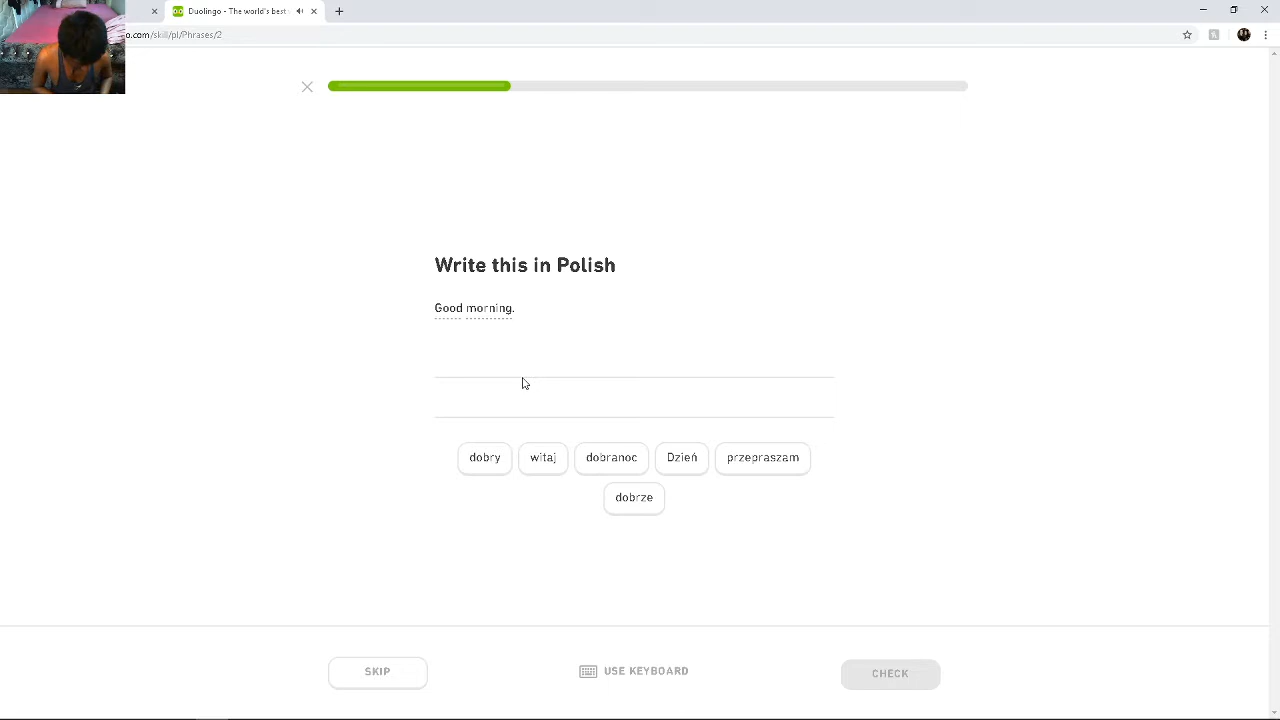 Duolingo - The world's best
o.com/skill/pl/Phrases/2
Write this in Polish
Good morning.
dobry witaj dobranoc Dzień przepraszam
dobrze
SKIP USE KEYBOARD CHECK